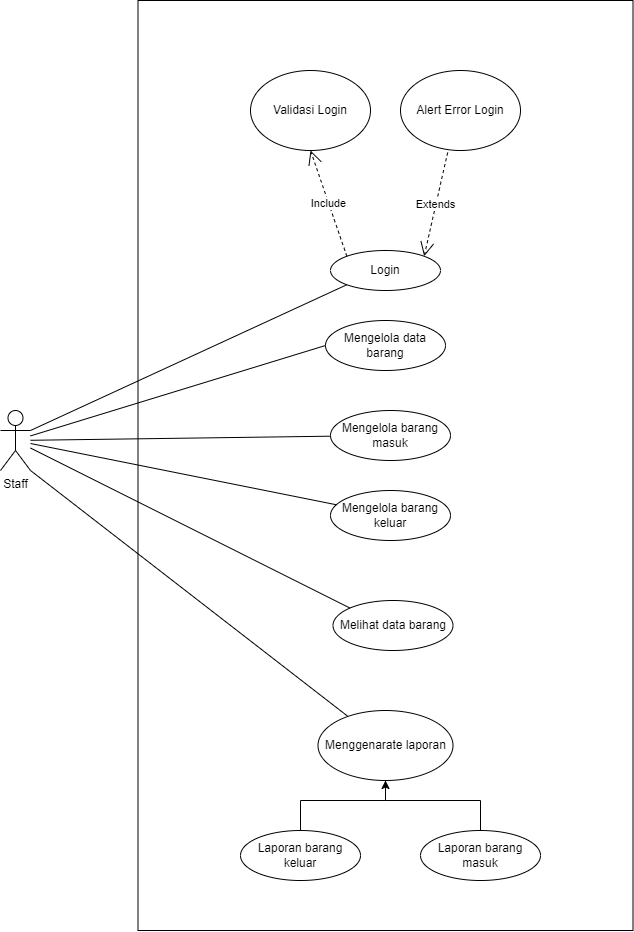 Validasi Login
Alert Error Login
Include
Extends
Login
Mengelola data
barang
Mengelola barang
masuk
Mengelola barang
keluar
Staff
Melihat data barang
Menggenarate laporan
Laporan barang
keluar
Laporan barang
masuk